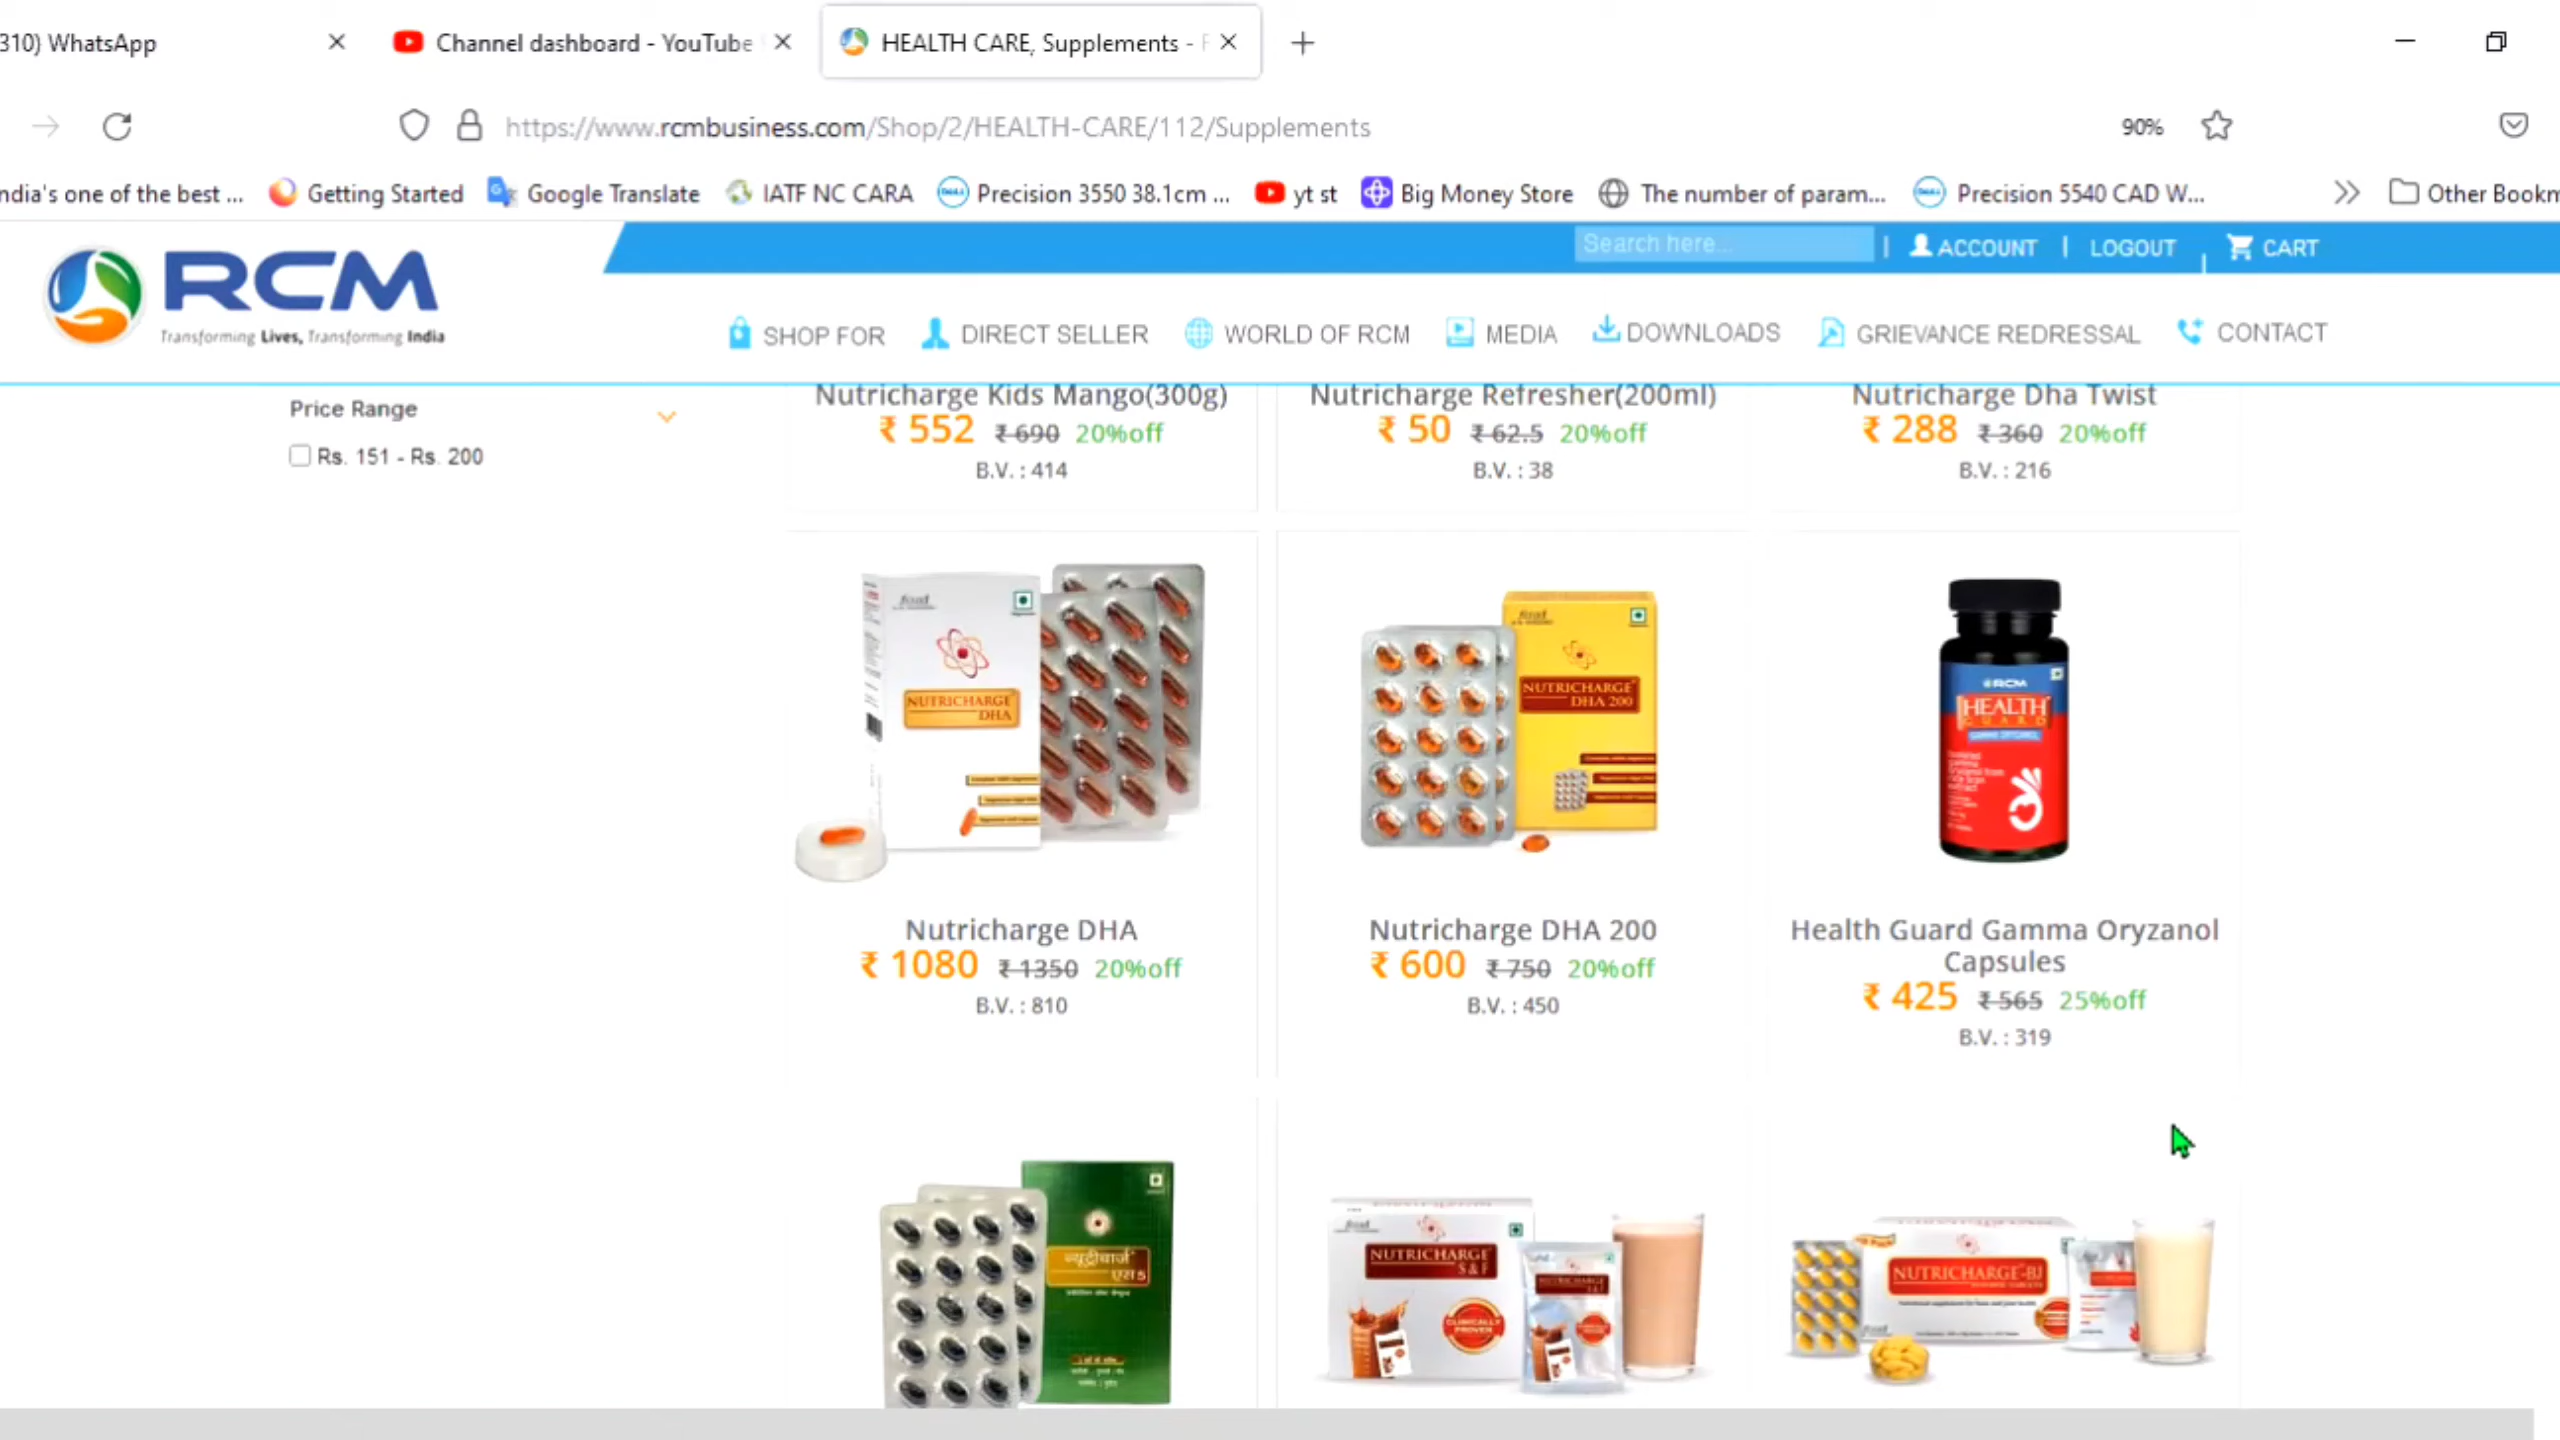 310) WhatsApp
Channel dashboard - YouTube
HEALTH CARE, Supplements -
https://www.rcmbusiness.com/Shop/2/HEALTH-CARE/112/Supplements
90%
ndia's one of the best ...
Getting Started
Google Translate
IATF NC CARA
Precision 3550 38.1cm ...
yt st
Big Money Store
The number of param...
Precision 5540 CAD W...
Other Bookm
RCM
Transforming Lives, Transforming India
Search here...
ACCOUNT
LOGOUT
CART
SHOP FOR
DIRECT SELLER
WORLD OF RCM
MEDIA
DOWNLOADS
GRIEVANCE REDRESSAL
CONTACT
Price Range
Rs. 151 - Rs. 200
Nutricharge Kids Mango(300g)
₹ 552 ₹ 690 20%off
B.V. : 414
Nutricharge Refresher(200ml)
₹ 50 ₹ 62.5 20%off
B.V. : 38
Nutricharge Dha Twist
₹ 288 ₹ 360 20%off
B.V. : 216
NUTRICHARGE
DHA
Nutricharge DHA
₹ 1080 ₹ 1350 20%off
B.V. : 810
NUTRICHARGE
DHA 200
Nutricharge DHA 200
₹ 600 ₹ 750 20%off
B.V. : 450
RCM
HEALTH
GUARD
Health Guard Gamma Oryzanol
Capsules
₹ 425 ₹ 565 25%off
B.V. : 319
न्यूट्रीचार्ज
एस 5
NUTRICHARGE
S & F
CLINICALLY
PROVEN
NUTRICHARGE-BJ